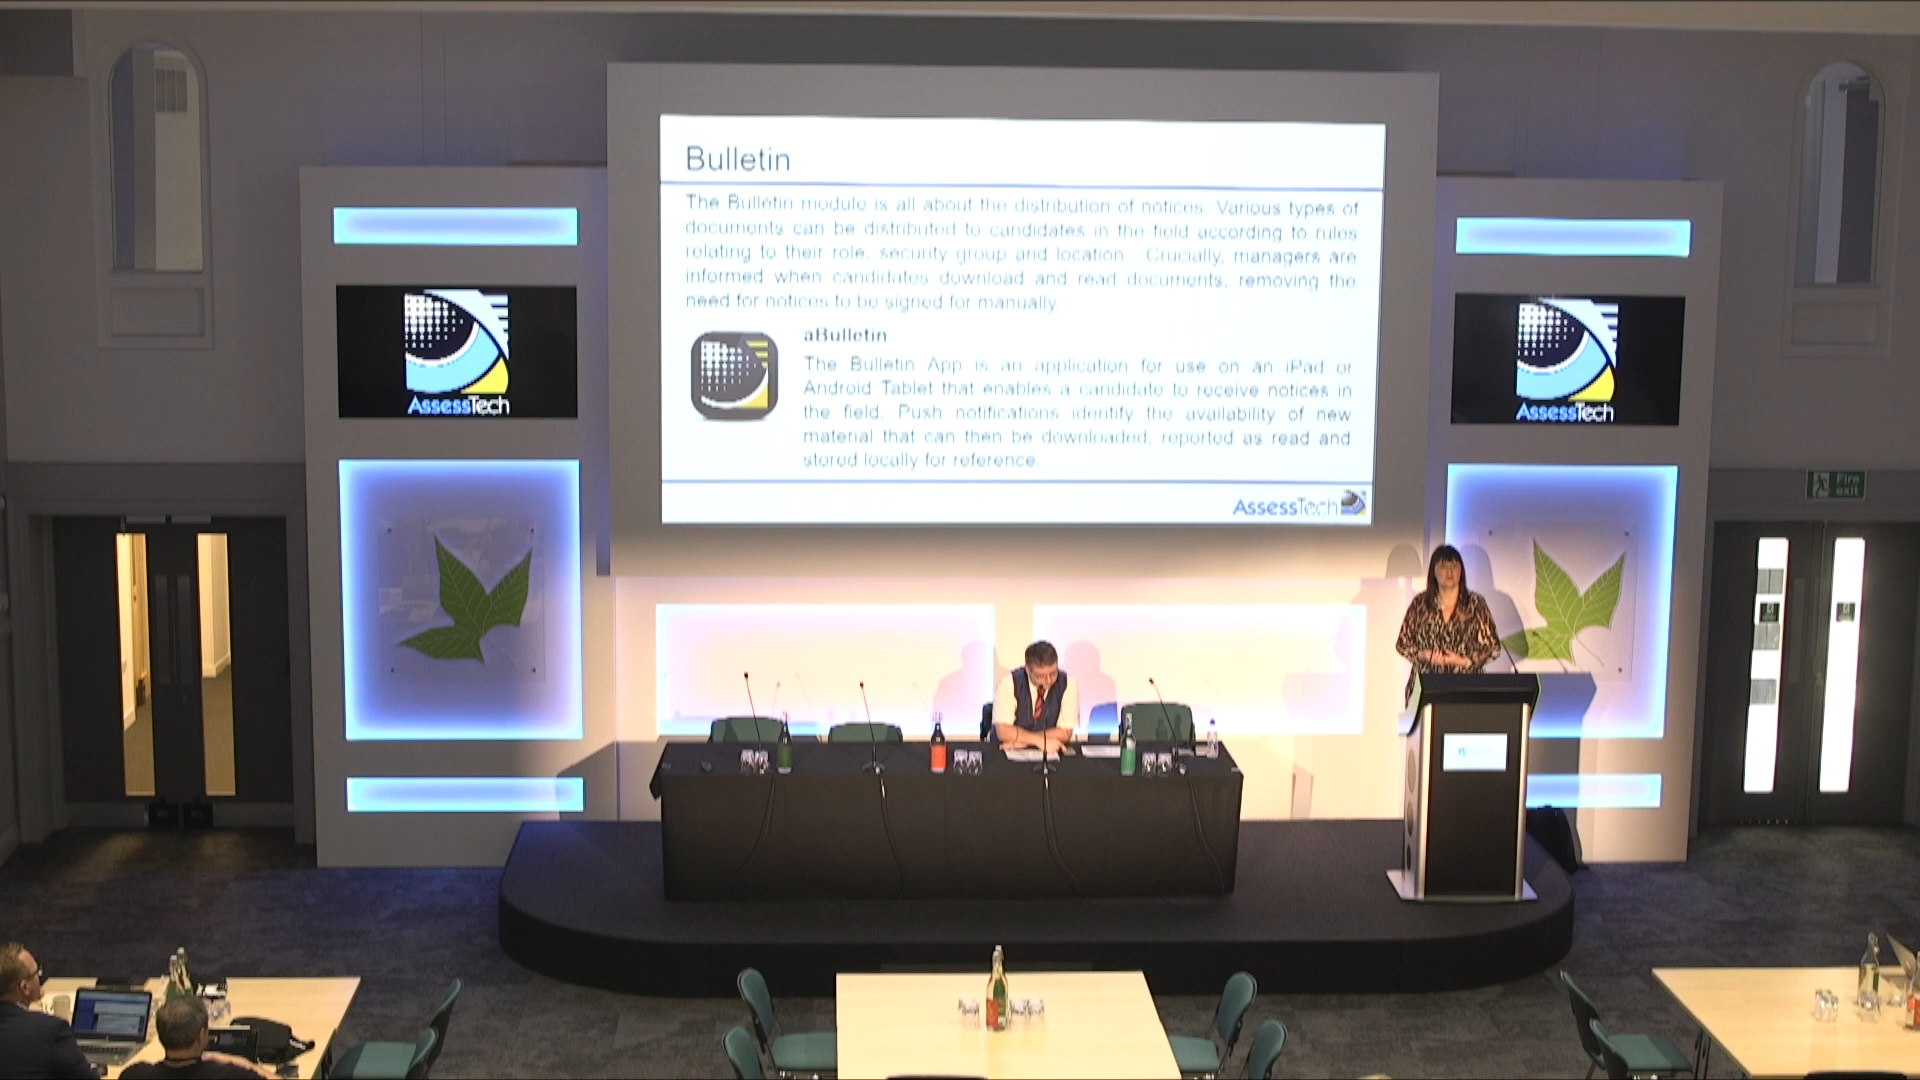 Bulletin
The Bulletin module is all about the distribution of notices. Various types of
documents can be distributed to candidates in the field according to rules
relating to their role, security group and location. Crucially, managers are
informed when candidates download and read documents, removing the
need for notices to be signed for manually.
aBulletin
The Bulletin App is an application for use on an iPad or
Android Tablet that enables a candidate to receive notices in
the field. Push notifications identify the availability of new
material that can then be downloaded, reported as read and
stored locally for reference.
AssessTech
AssessTech
AssessTech
Fire
exit